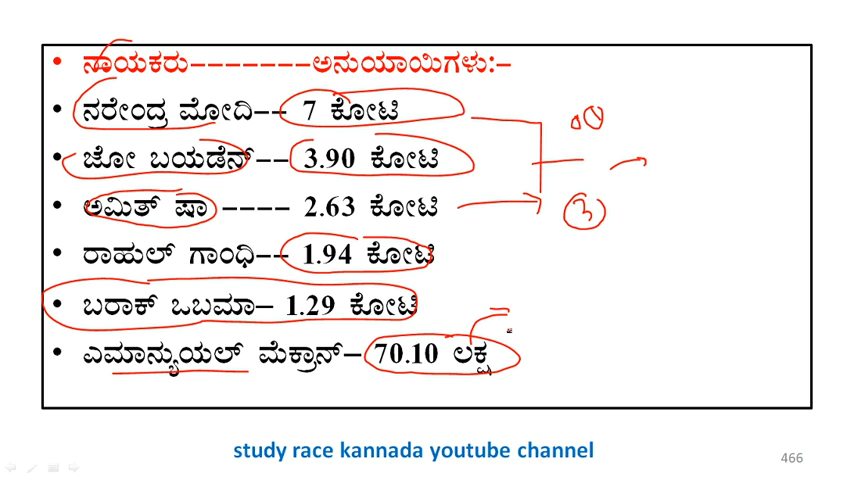 • ನಾಯಕರು-------ಅನುಯಾಯಿಗಳು:-
• ನರೇಂದ್ರ ಮೋದಿ-- 7 ಕೋಟಿ
• ಜೋ ಬಯಡೆನ್-- 3.90 ಕೋಟಿ
• ಅಮಿತ್ ಷಾ ---- 2.63 ಕೋಟಿ
• ರಾಹುಲ್ ಗಾಂಧಿ-- 1.94 ಕೋಟಿ
• ಬರಾಕ್ ಒಬಮಾ– 1.29 ಕೋಟಿ
• ಎಮಾನ್ಯುಯಲ್ ಮೆಕ್ರಾನ್– 70.10 ಲಕ್ಷ
3
study race kannada youtube channel
466